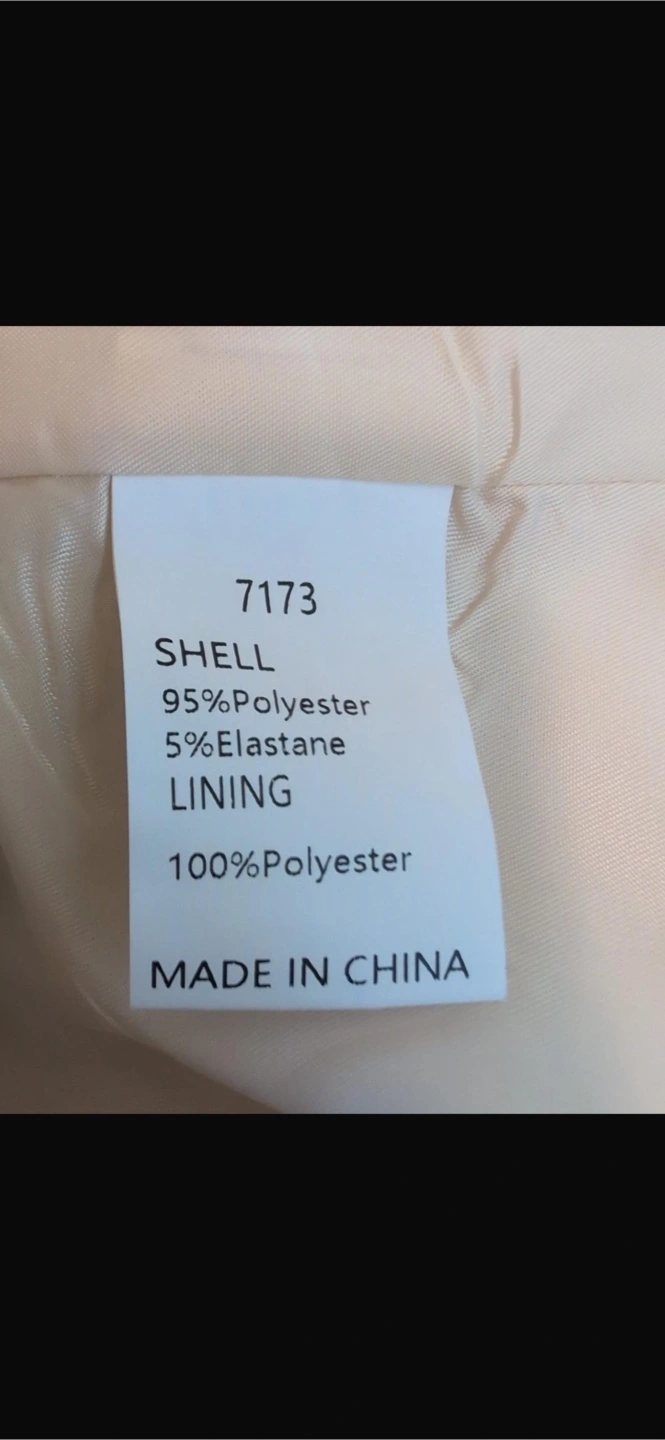 7173
SHELL
95%Polyester
5%Elastane
LINING
100%Polyester
MADE IN CHINA